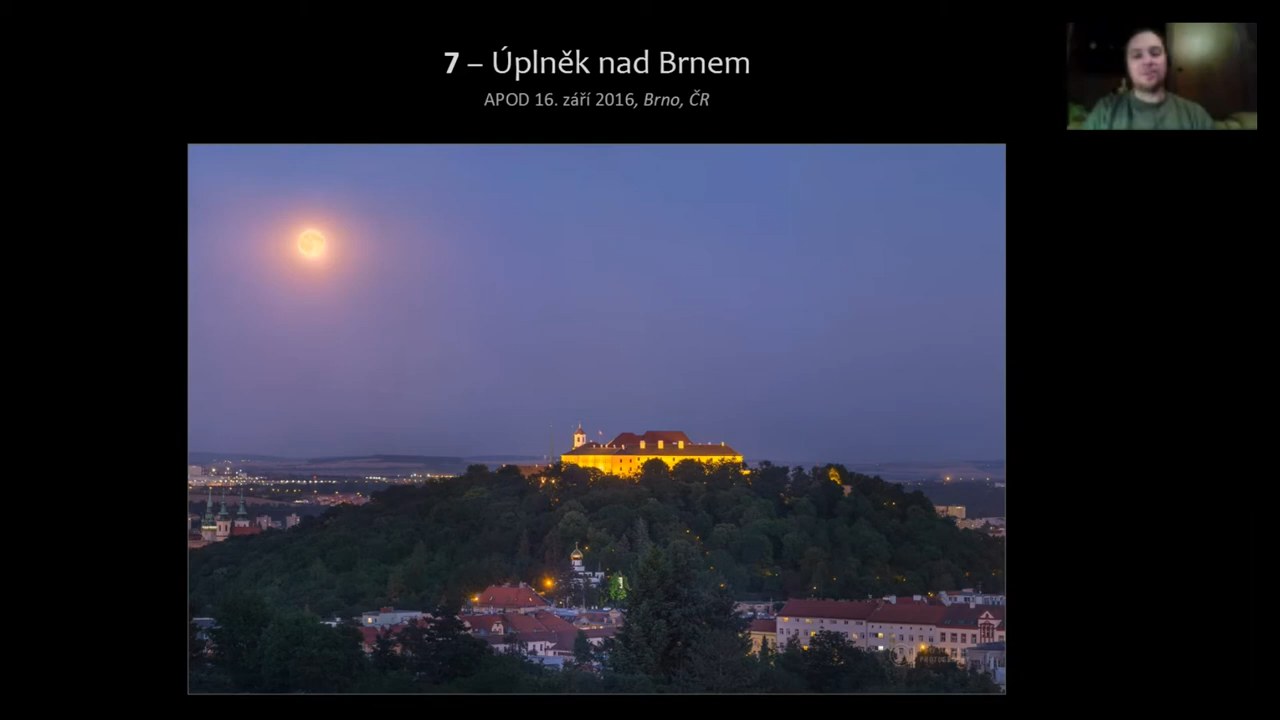 7 – Úplněk nad Brnem
APOD 16. září 2016, Brno, ČR